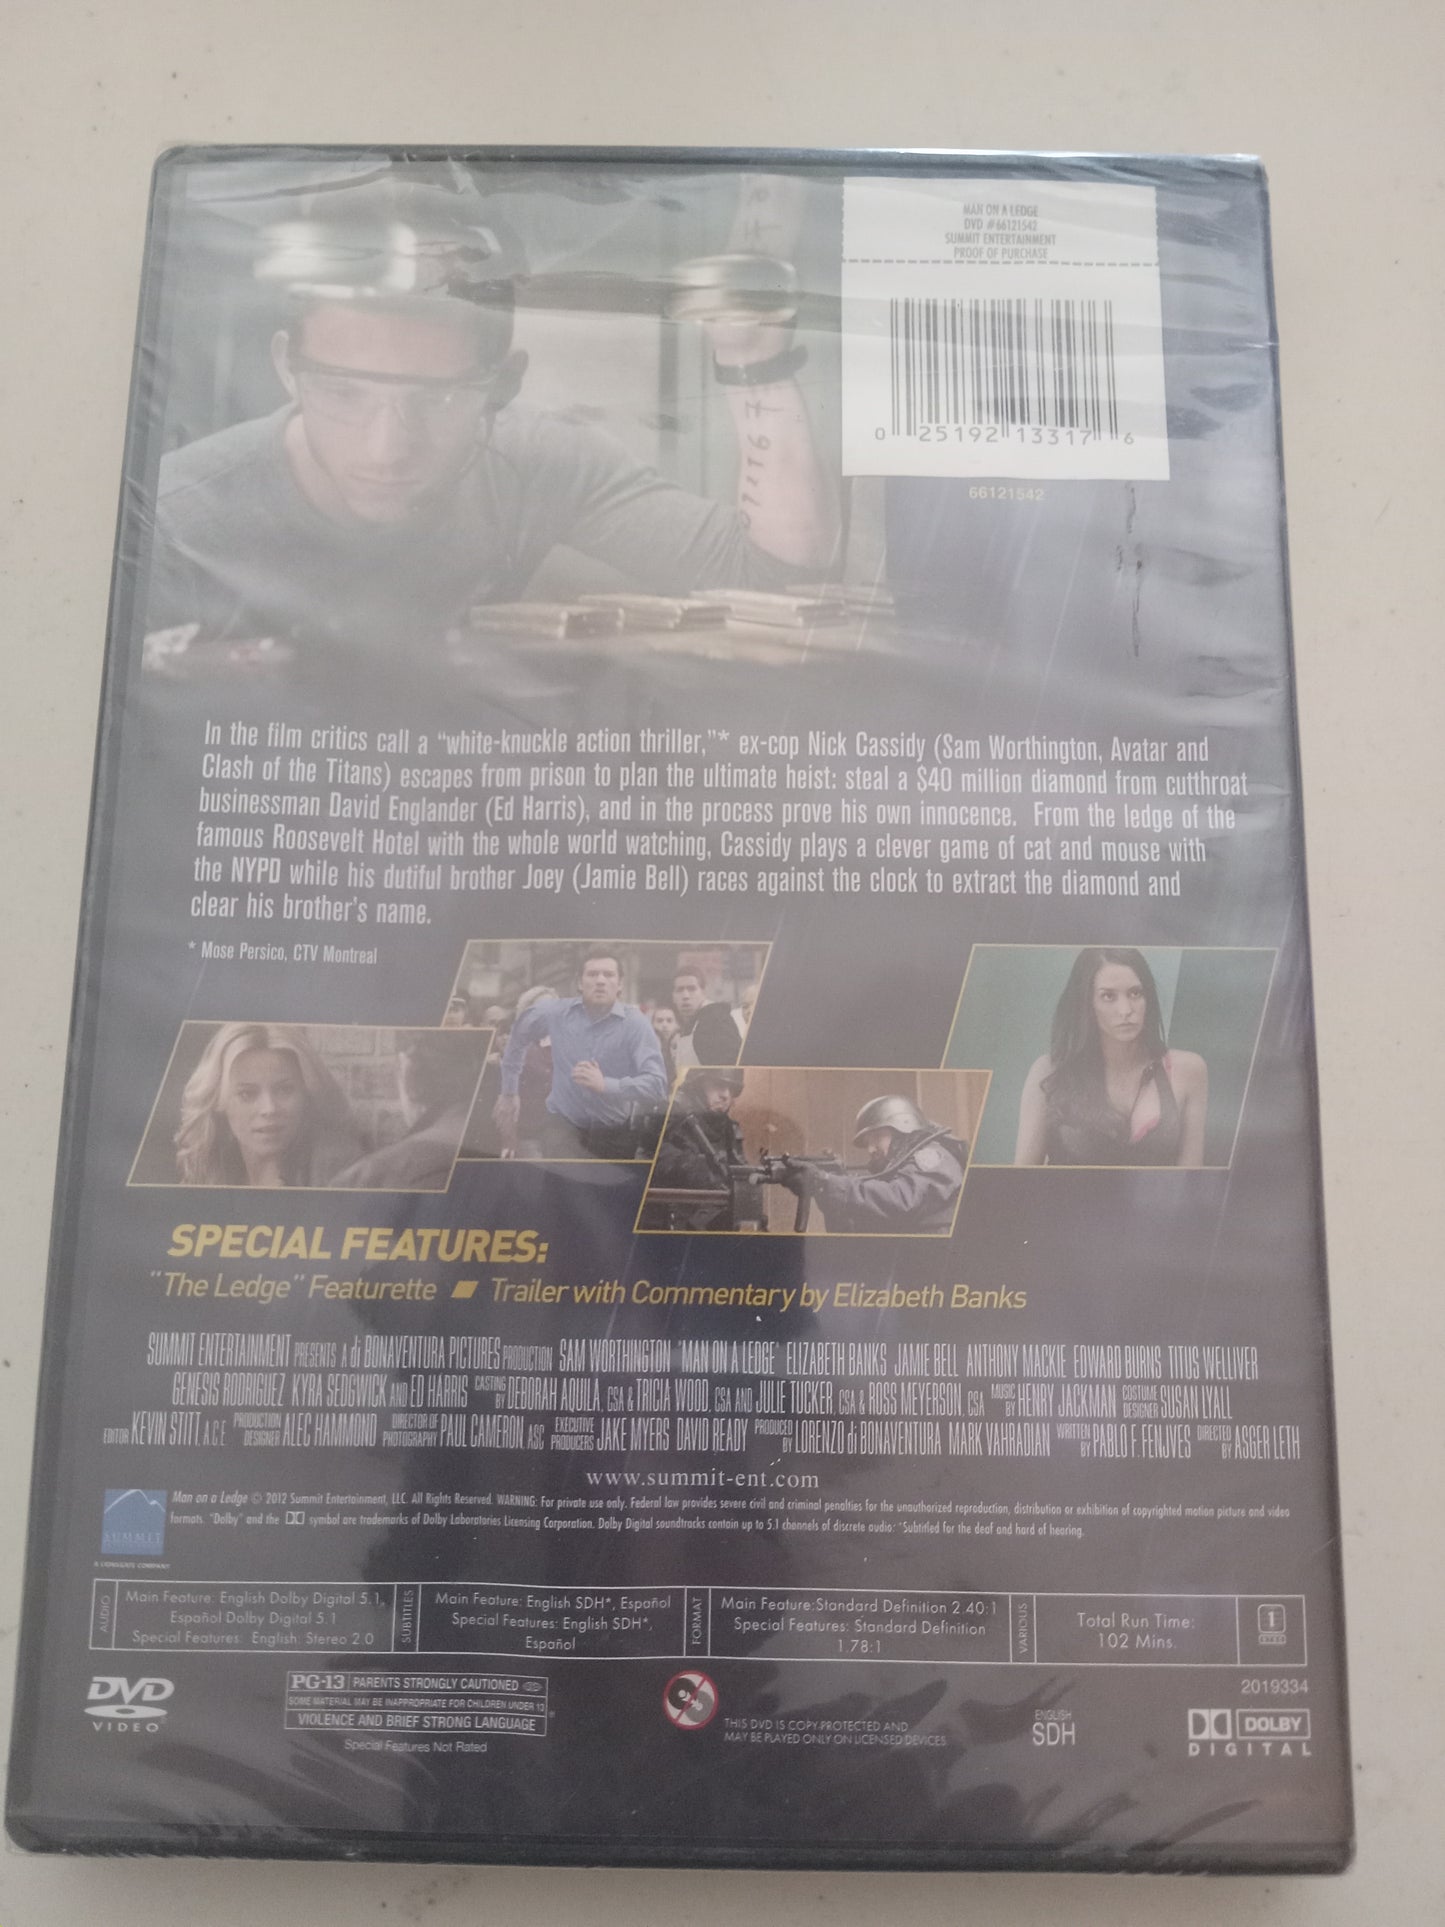 MAN ON A LEDGE
DVD #66121542
SUMMIT ENTERTAINMENT
PROOF OF PURCHASE
0 25192 13317 6
66121542
In the film critics call a “white-knuckle action thriller,”* ex-cop Nick Cassidy (Sam Worthington, Avatar and
Clash of the Titans) escapes from prison to plan the ultimate heist: steal a $40 million diamond from cutthroat
businessman David Englander (Ed Harris), and in the process prove his own innocence. From the ledge of the
famous Roosevelt Hotel with the whole world watching, Cassidy plays a clever game of cat and mouse with
the NYPD while his dutiful brother Joey (Jamie Bell) races against the clock to extract the diamond and
clear his brother's name.
* Mose Persico, CTV Montreal
SPECIAL FEATURES:
"The Ledge" Featurette Trailer with Commentary by Elizabeth Banks
SUMMIT ENTERTAINMENT PRESENTS A di BONAVENTURA PICTURES PRODUCTION SAM WORTHINGTON "MAN ON A LEDGE" ELIZABETH BANKS JAMIE BELL ANTHONY MACKIE EDWARD BURNS TITUS WELLIVER
GENESIS RODRIGUEZ KYRA SEDGWICK AND ED HARRIS CASTING BY DEBORAH AQUILA, CSA & TRICIA WOOD, CSA AND JULIE TUCKER, CSA & ROSS MEYERSON, CSA MUSIC BY HENRY JACKMAN COSTUME DESIGNER SUSAN LYALL
EDITOR KEVIN STITT, A.C.E. PRODUCTION DESIGNER ALEC HAMMOND DIRECTOR OF PHOTOGRAPHY PAUL CAMERON, ASC EXECUTIVE PRODUCERS JAKE MYERS DAVID READY PRODUCED BY LORENZO di BONAVENTURA MARK VAHRADIAN WRITTEN BY PABLO F. FENJVES DIRECTED BY ASGER LETH
www.summit-ent.com
Man on a Ledge © 2012 Summit Entertainment, LLC. All Rights Reserved. WARNING: For private use only. Federal law provides severe civil and criminal penalties for the unauthorized reproduction, distribution or exhibition of copyrighted motion picture and video
formats. "Dolby" and the DD symbol are trademarks of Dolby Laboratories Licensing Corporation. Dolby Digital soundtracks contain up to 5.1 channels of discrete audio. *Subtitled for the deaf and hard of hearing.
SUMMIT
A LIONSGATE COMPANY
AUDIO
Main Feature: English Dolby Digital 5.1,
Español Dolby Digital 5.1
Special Features: English: Stereo 2.0
SUBTITLES
Main Feature: English SDH*, Español
Special Features: English SDH*,
Español
FORMAT
Main Feature:Standard Definition 2.40:1
Special Features: Standard Definition
1.78:1
VARIOUS
Total Run Time:
102 Mins.
1
2019334
DVD
VIDEO
PG-13 PARENTS STRONGLY CAUTIONED
SOME MATERIAL MAY BE INAPPROPRIATE FOR CHILDREN UNDER 13
VIOLENCE AND BRIEF STRONG LANGUAGE
Special Features Not Rated
THIS DVD IS COPY-PROTECTED AND
MAY BE PLAYED ONLY ON LICENSED DEVICES
ENGLISH
SDH
DOLBY
DIGITAL